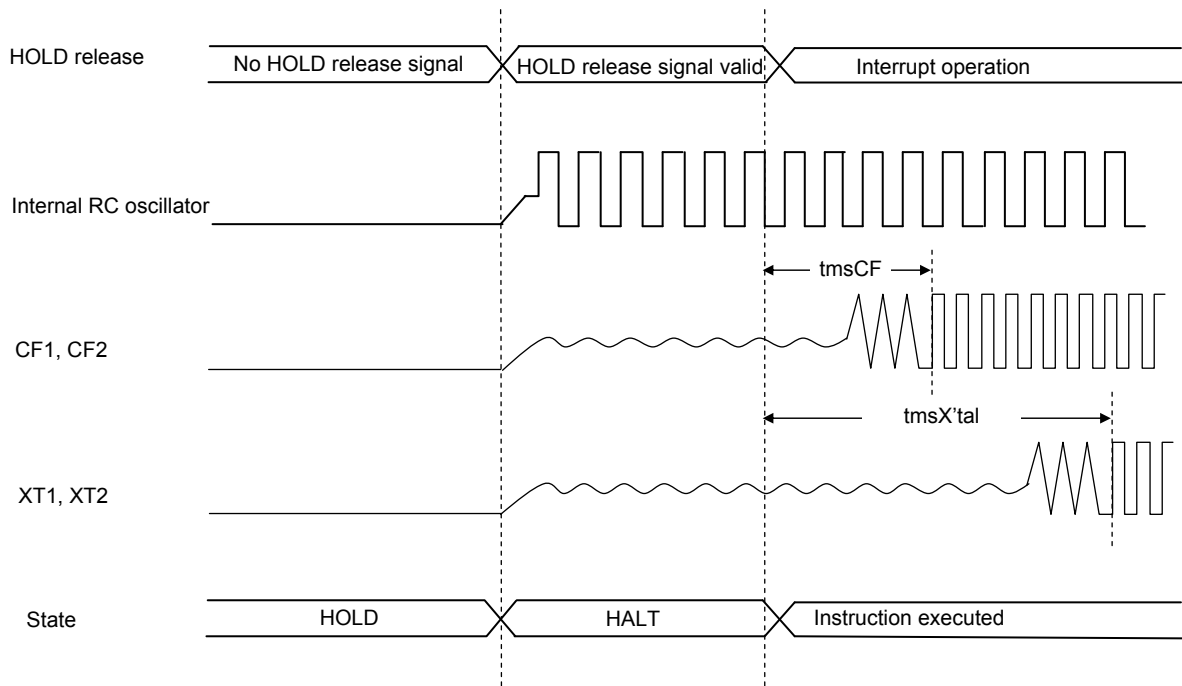 HOLD release
No HOLD release signal
HOLD release signal valid
Interrupt operation
Internal RC oscillator
tmsCF
CF1, CF2
tmsX'tal
XT1, XT2
State
HOLD
HALT
Instruction executed